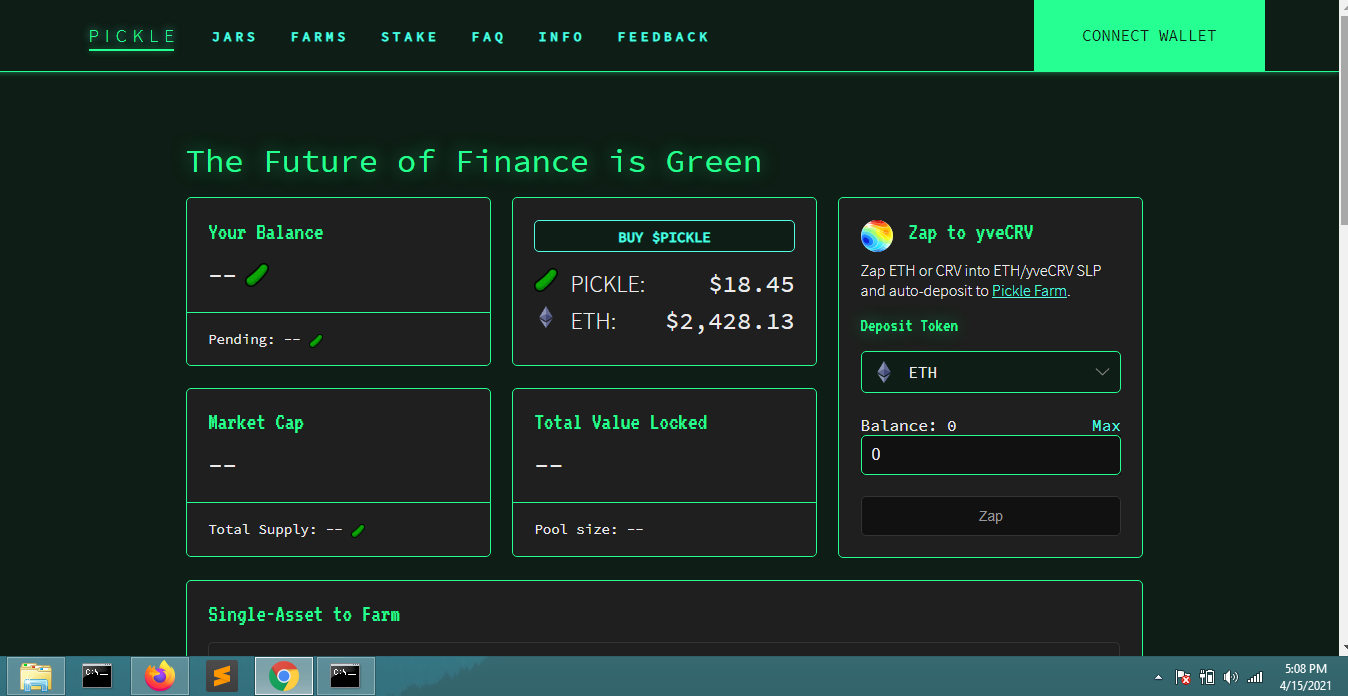 PICKLE JARS FARMS STAKE FAQ INFO FEEDBACK CONNECT WALLET
The Future of Finance is Green
Your Balance
--
Pending: --
BUY $PICKLE
PICKLE: $18.45
ETH: $2,428.13
Zap to yveCRV
Zap ETH or CRV into ETH/yveCRV SLP
and auto-deposit to Pickle Farm.
Deposit Token
ETH
Balance: 0 Max
0
Zap
Market Cap
--
Total Supply: --
Total Value Locked
--
Pool size: --
Single-Asset to Farm
C:\
C:\
5:08 PM
4/15/2021